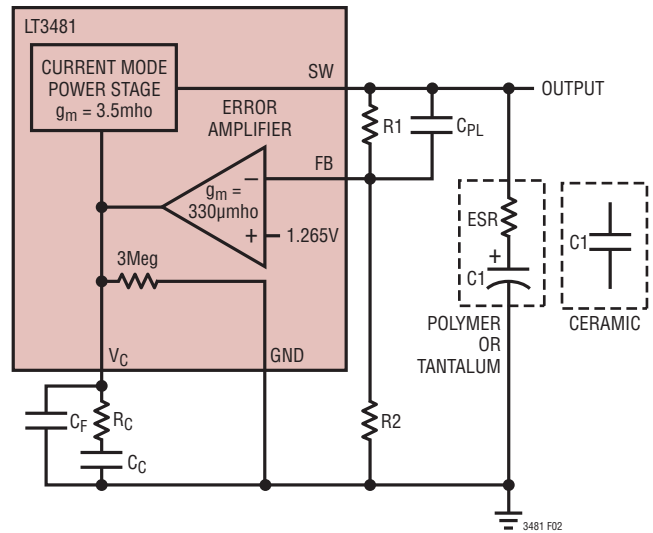 LT3481
CURRENT MODE
POWER STAGE
gm = 3.5mho
SW
OUTPUT
ERROR
AMPLIFIER
R1
CPL
FB
gm =
330µmho
–
+
1.265V
ESR
+
C1
C1
3Meg
POLYMER
OR
TANTALUM
CERAMIC
VC
GND
CF
RC
CC
R2
3481 F02